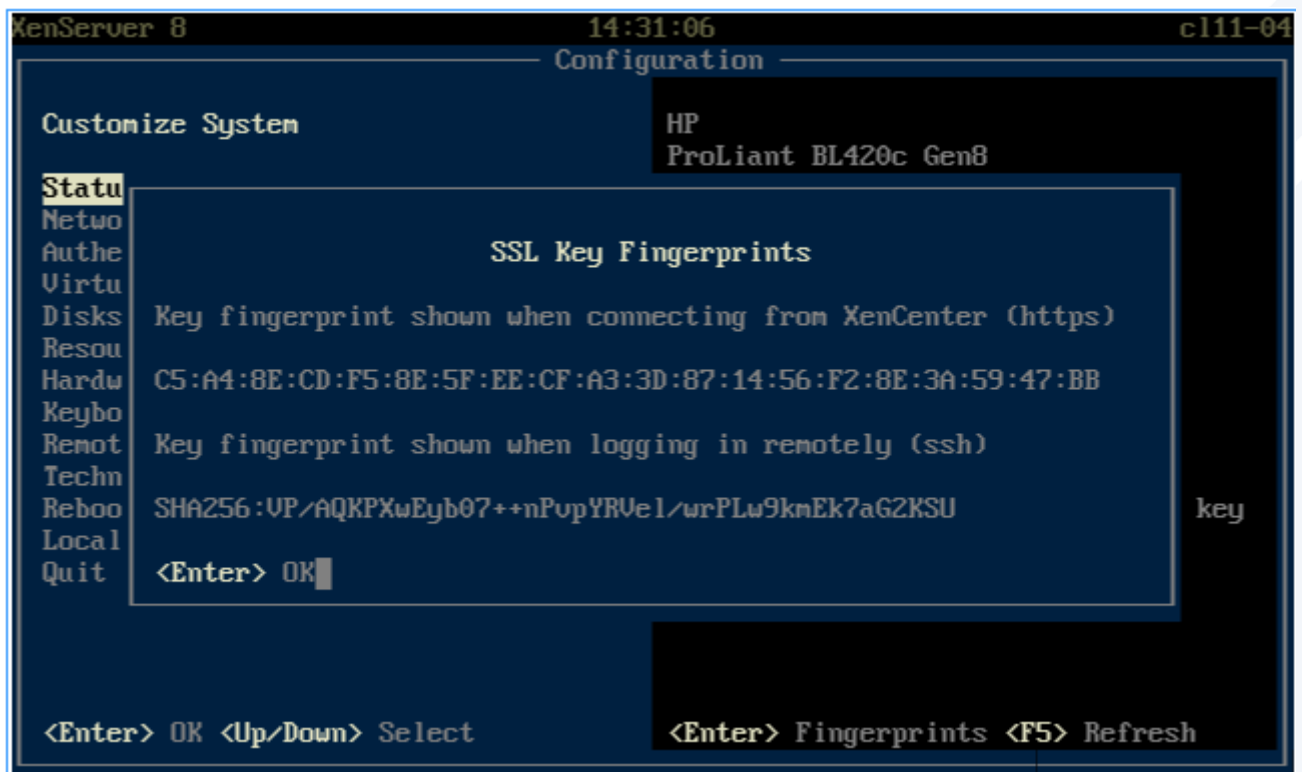 XenServer 8 14:31:06 cl11-04
Configuration
Customize System HP
ProLiant BL420c Gen8
Statu
Netwo
Authe SSL Key Fingerprints
Virtu
Disks Key fingerprint shown when connecting from XenCenter (https)
Resou
Hardw C5:A4:8E:CD:F5:8E:5F:EE:CF:A3:3D:87:14:56:F2:8E:3A:59:47:BB
Keybo
Remot Key fingerprint shown when logging in remotely (ssh)
Techn
Reboo SHA256:VP/AQKPXwEyb07++nPvpYRVel/wrPLw9kmEk7aG2KSU key
Local
Quit <Enter> OK
<Enter> OK <Up/Down> Select <Enter> Fingerprints <F5> Refresh